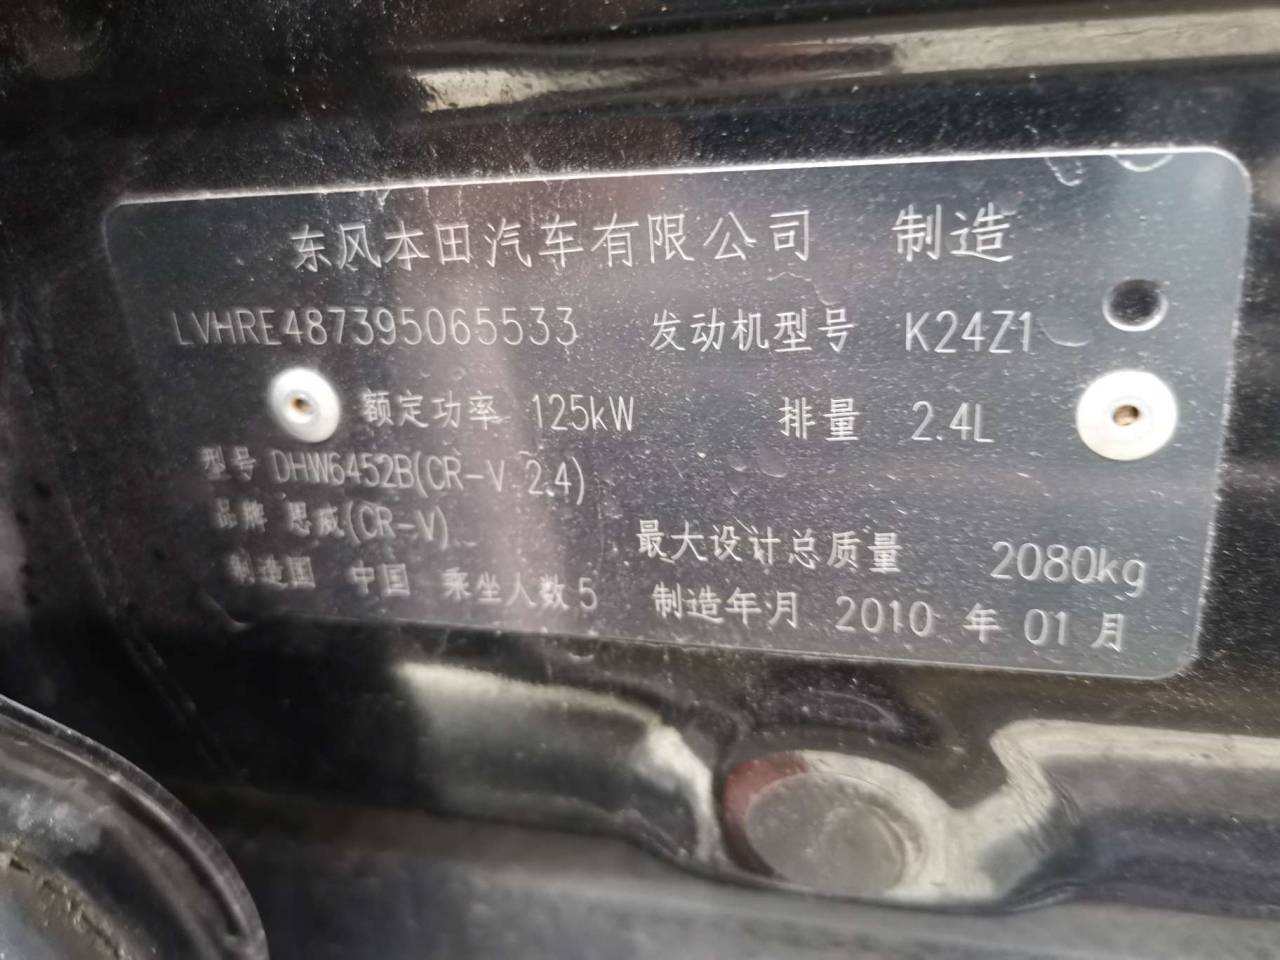 东风本田汽车有限公司 制造
LVHRE487395065533 发动机型号 K24Z1
额定功率 125kW 排量 2.4L
型号 DHW6452B(CR-V 2.4)
品牌 思威(CR-V) 最大设计总质量 2080kg
制造国 中国 乘坐人数 5 制造年月 2010 年 01 月